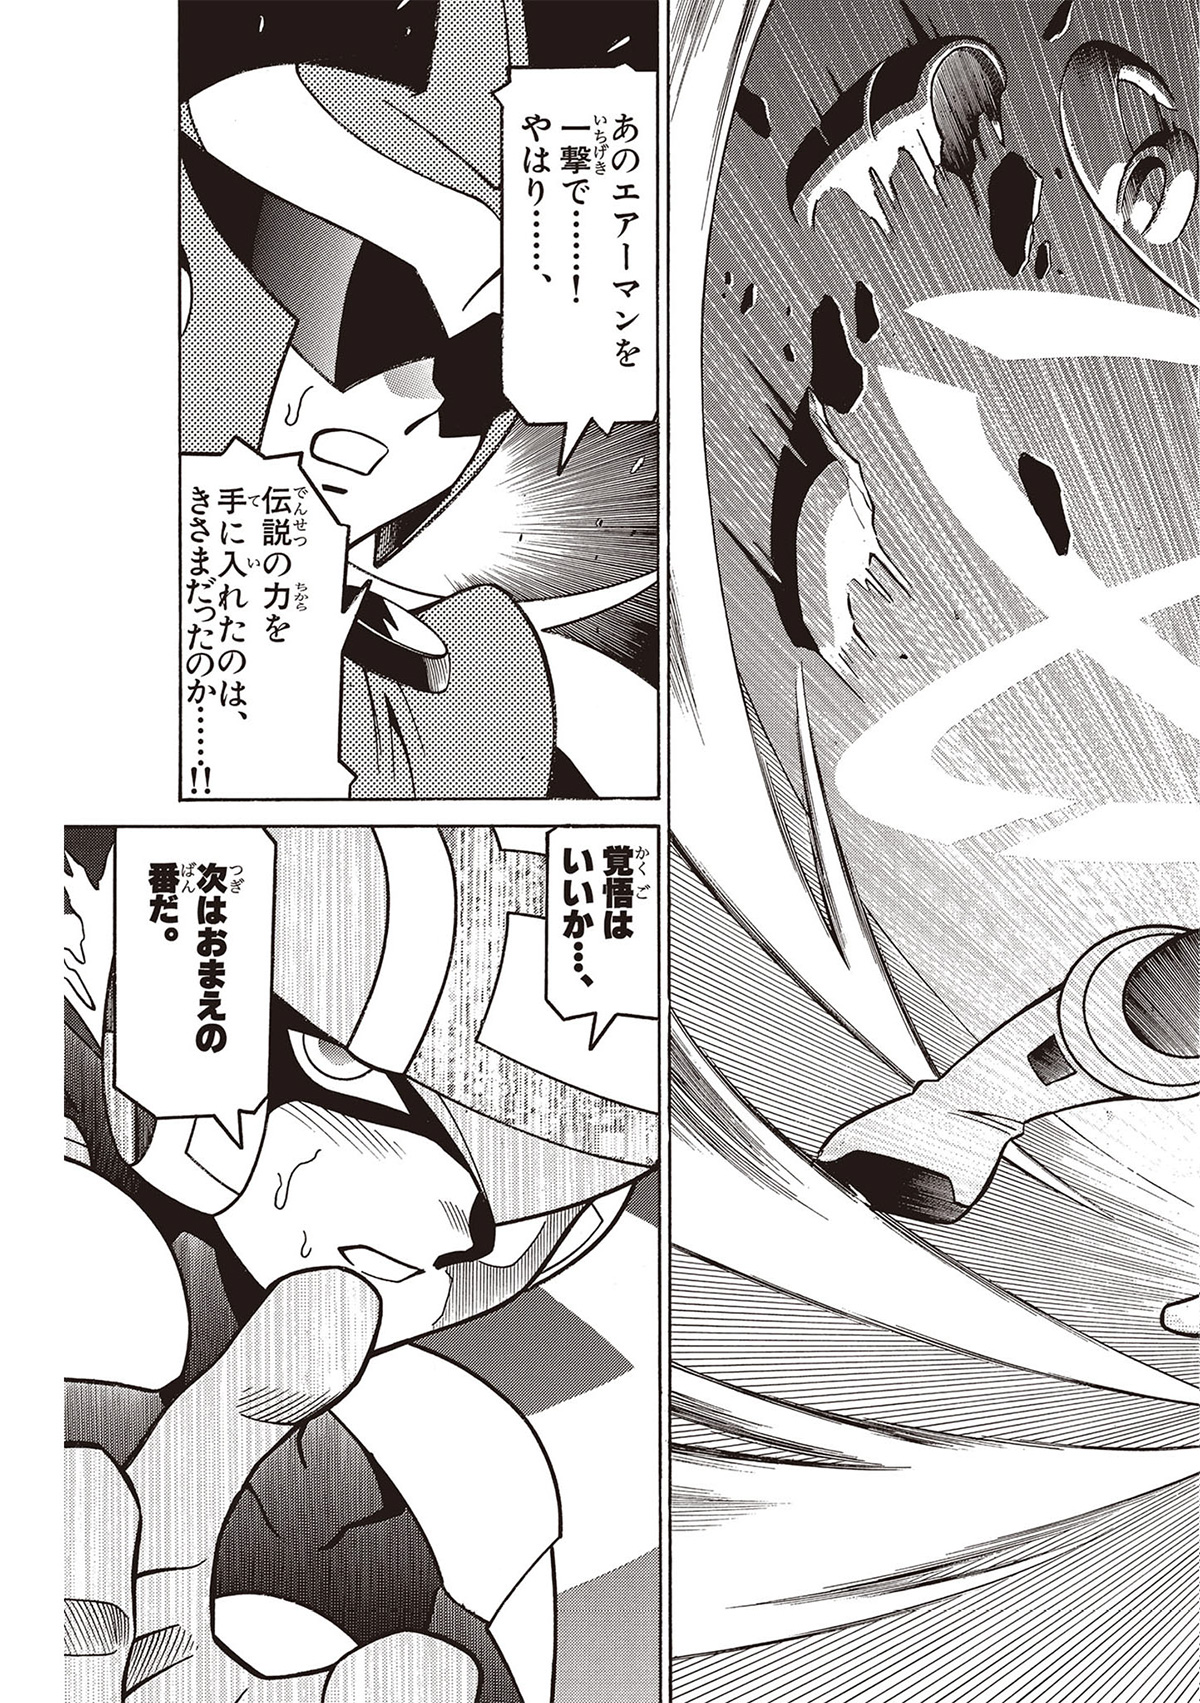 あのエアーマンを
一撃で……！
やはり……、
伝説の力を
手に入れたのは、
きさまだったのか……!!
覚悟は
いいか…、
次はおまえの
番だ。